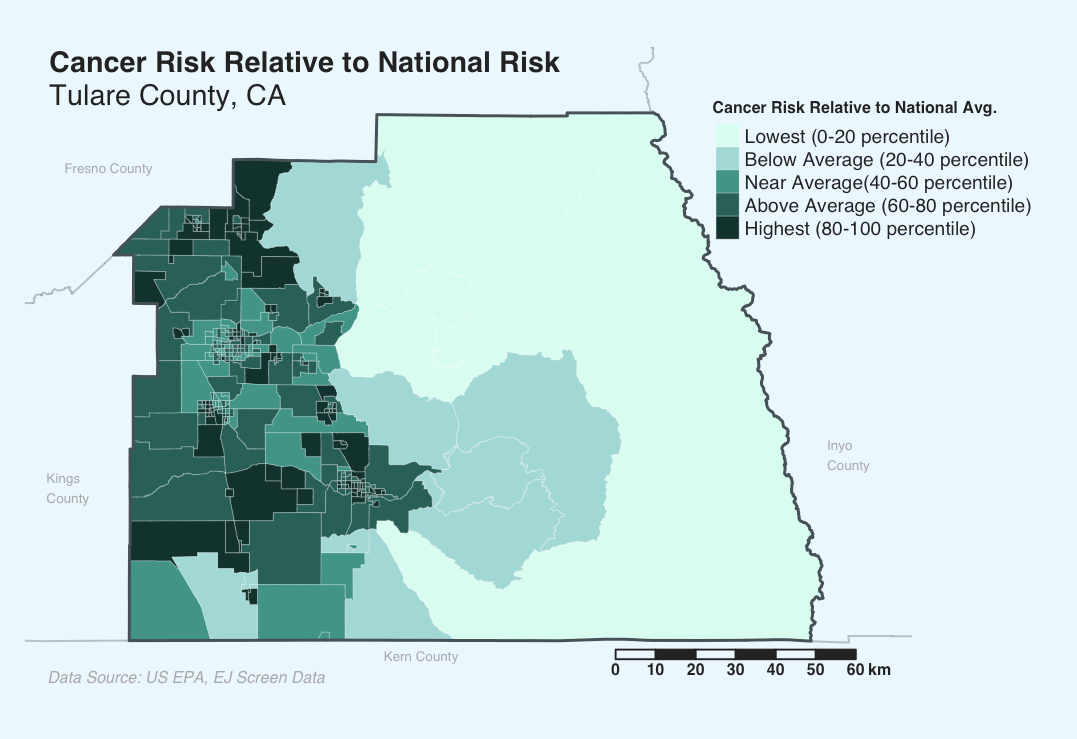 Cancer Risk Relative to National Risk
Tulare County, CA
Cancer Risk Relative to National Avg.
Lowest (0-20 percentile)
Below Average (20-40 percentile)
Near Average(40-60 percentile)
Above Average (60-80 percentile)
Highest (80-100 percentile)
Fresno County
Inyo
County
Kings
County
Kern County
0 10 20 30 40 50 60 km
Data Source: US EPA, EJ Screen Data